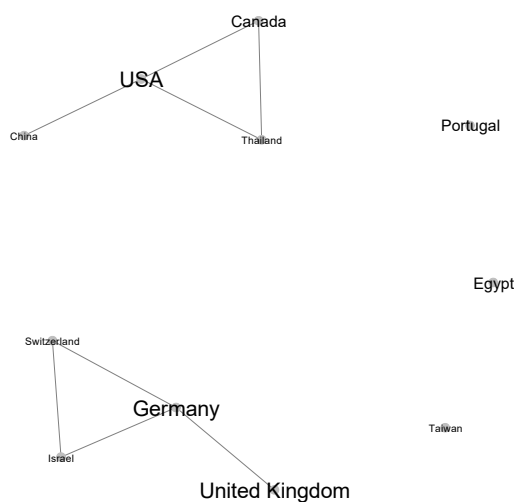 Canada
USA
China
Thailand
Portugal
Egypt
Switzerland
Germany
Taiwan
Israel
United Kingdom